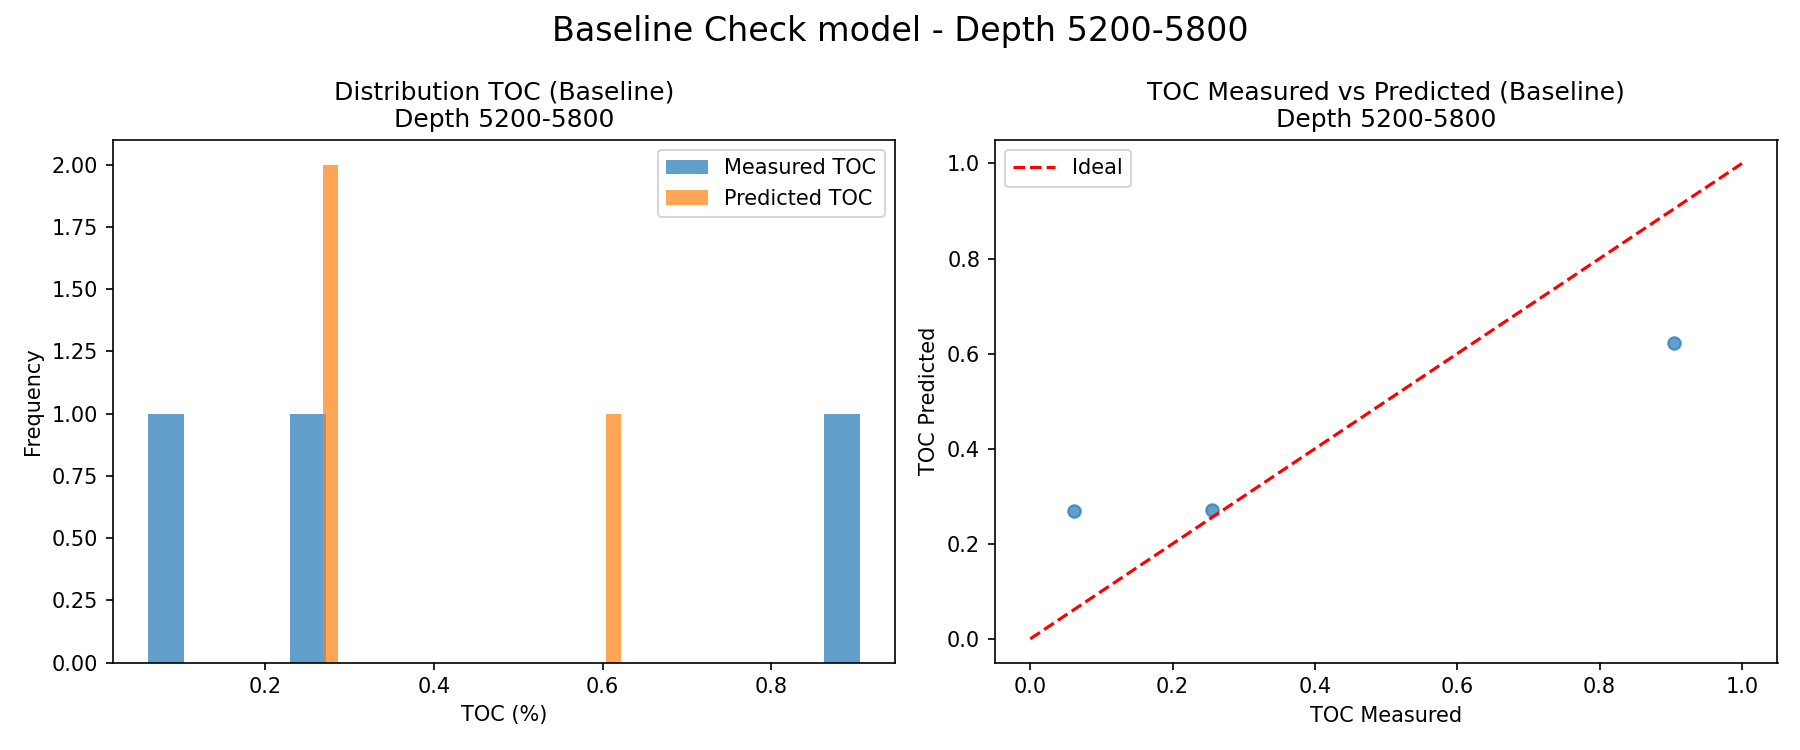 Baseline Check model - Depth 5200-5800
Distribution TOC (Baseline)
Depth 5200-5800
Measured TOC
Predicted TOC
2.00
1.75
1.50
1.25
1.00
0.75
0.50
0.25
0.00
Frequency
0.2
0.4
0.6
0.8
TOC (%)
TOC Measured vs Predicted (Baseline)
Depth 5200-5800
Ideal
1.0
0.8
0.6
0.4
0.2
0.0
TOC Predicted
0.0
0.2
0.4
0.6
0.8
1.0
TOC Measured